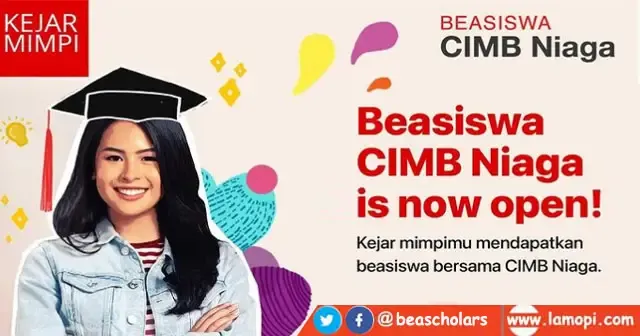 KEJAR
MIMPI
BEASISWA
CIMB Niaga
Beasiswa
CIMB Niaga
is now open!
Kejar mimpimu mendapatkan
beasiswa bersama CIMB Niaga.
@beascholars
www.lamopi.com